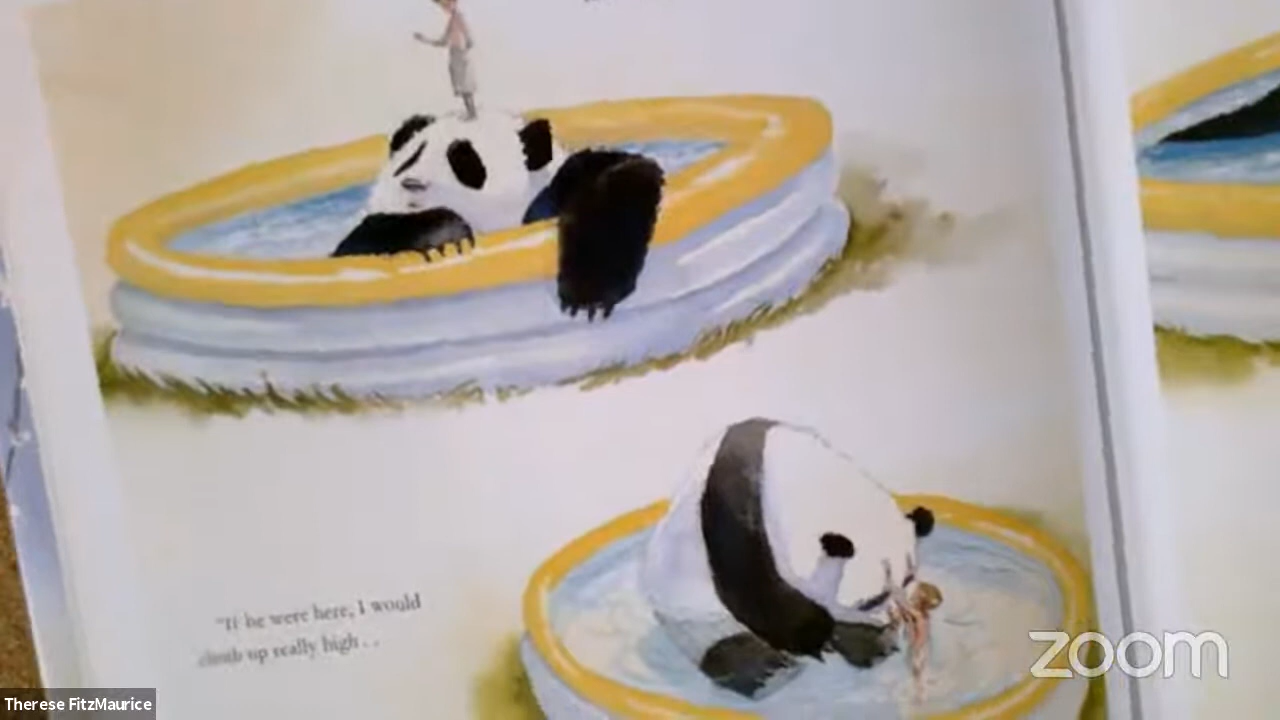 "If he were here, I would
climb up really high . .
zoom
Therese FitzMaurice